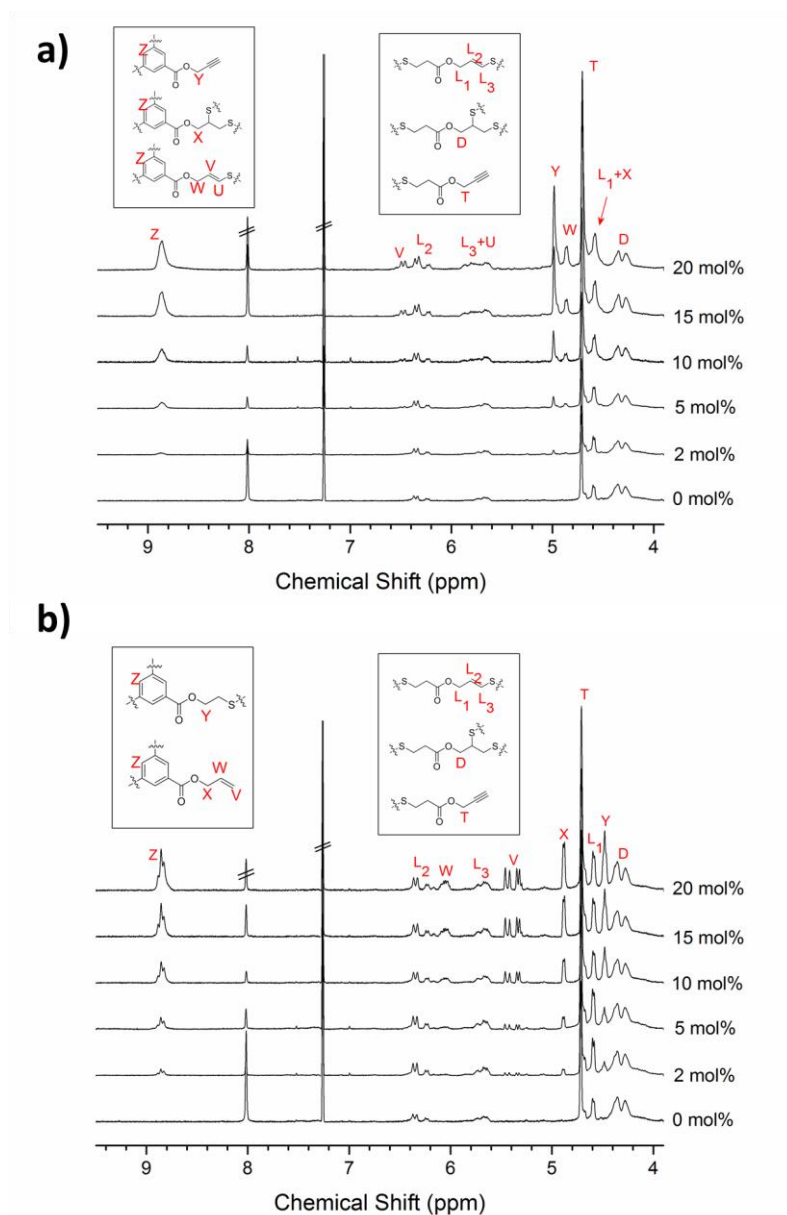 a)
Z
O
Y
O
Z
S
O
S
X
O
Z
V
O
S
W
U
O
L2
S
O
S
L1
L3
O
S
S
O
S
D
O
S
O
T
O
T
L1+X
Y
W
D
Z
V
L2
L3+U
20 mol%
15 mol%
10 mol%
5 mol%
2 mol%
0 mol%
9 8 7 6 5 4
Chemical Shift (ppm)
b)
Z
O
S
Y
O
Z
W
O
X
V
O
L2
S
O
S
L1
L3
O
S
S
O
S
D
O
S
O
T
O
T
Z
L2
W
L3
V
X
L1
Y
D
20 mol%
15 mol%
10 mol%
5 mol%
2 mol%
0 mol%
9 8 7 6 5 4
Chemical Shift (ppm)